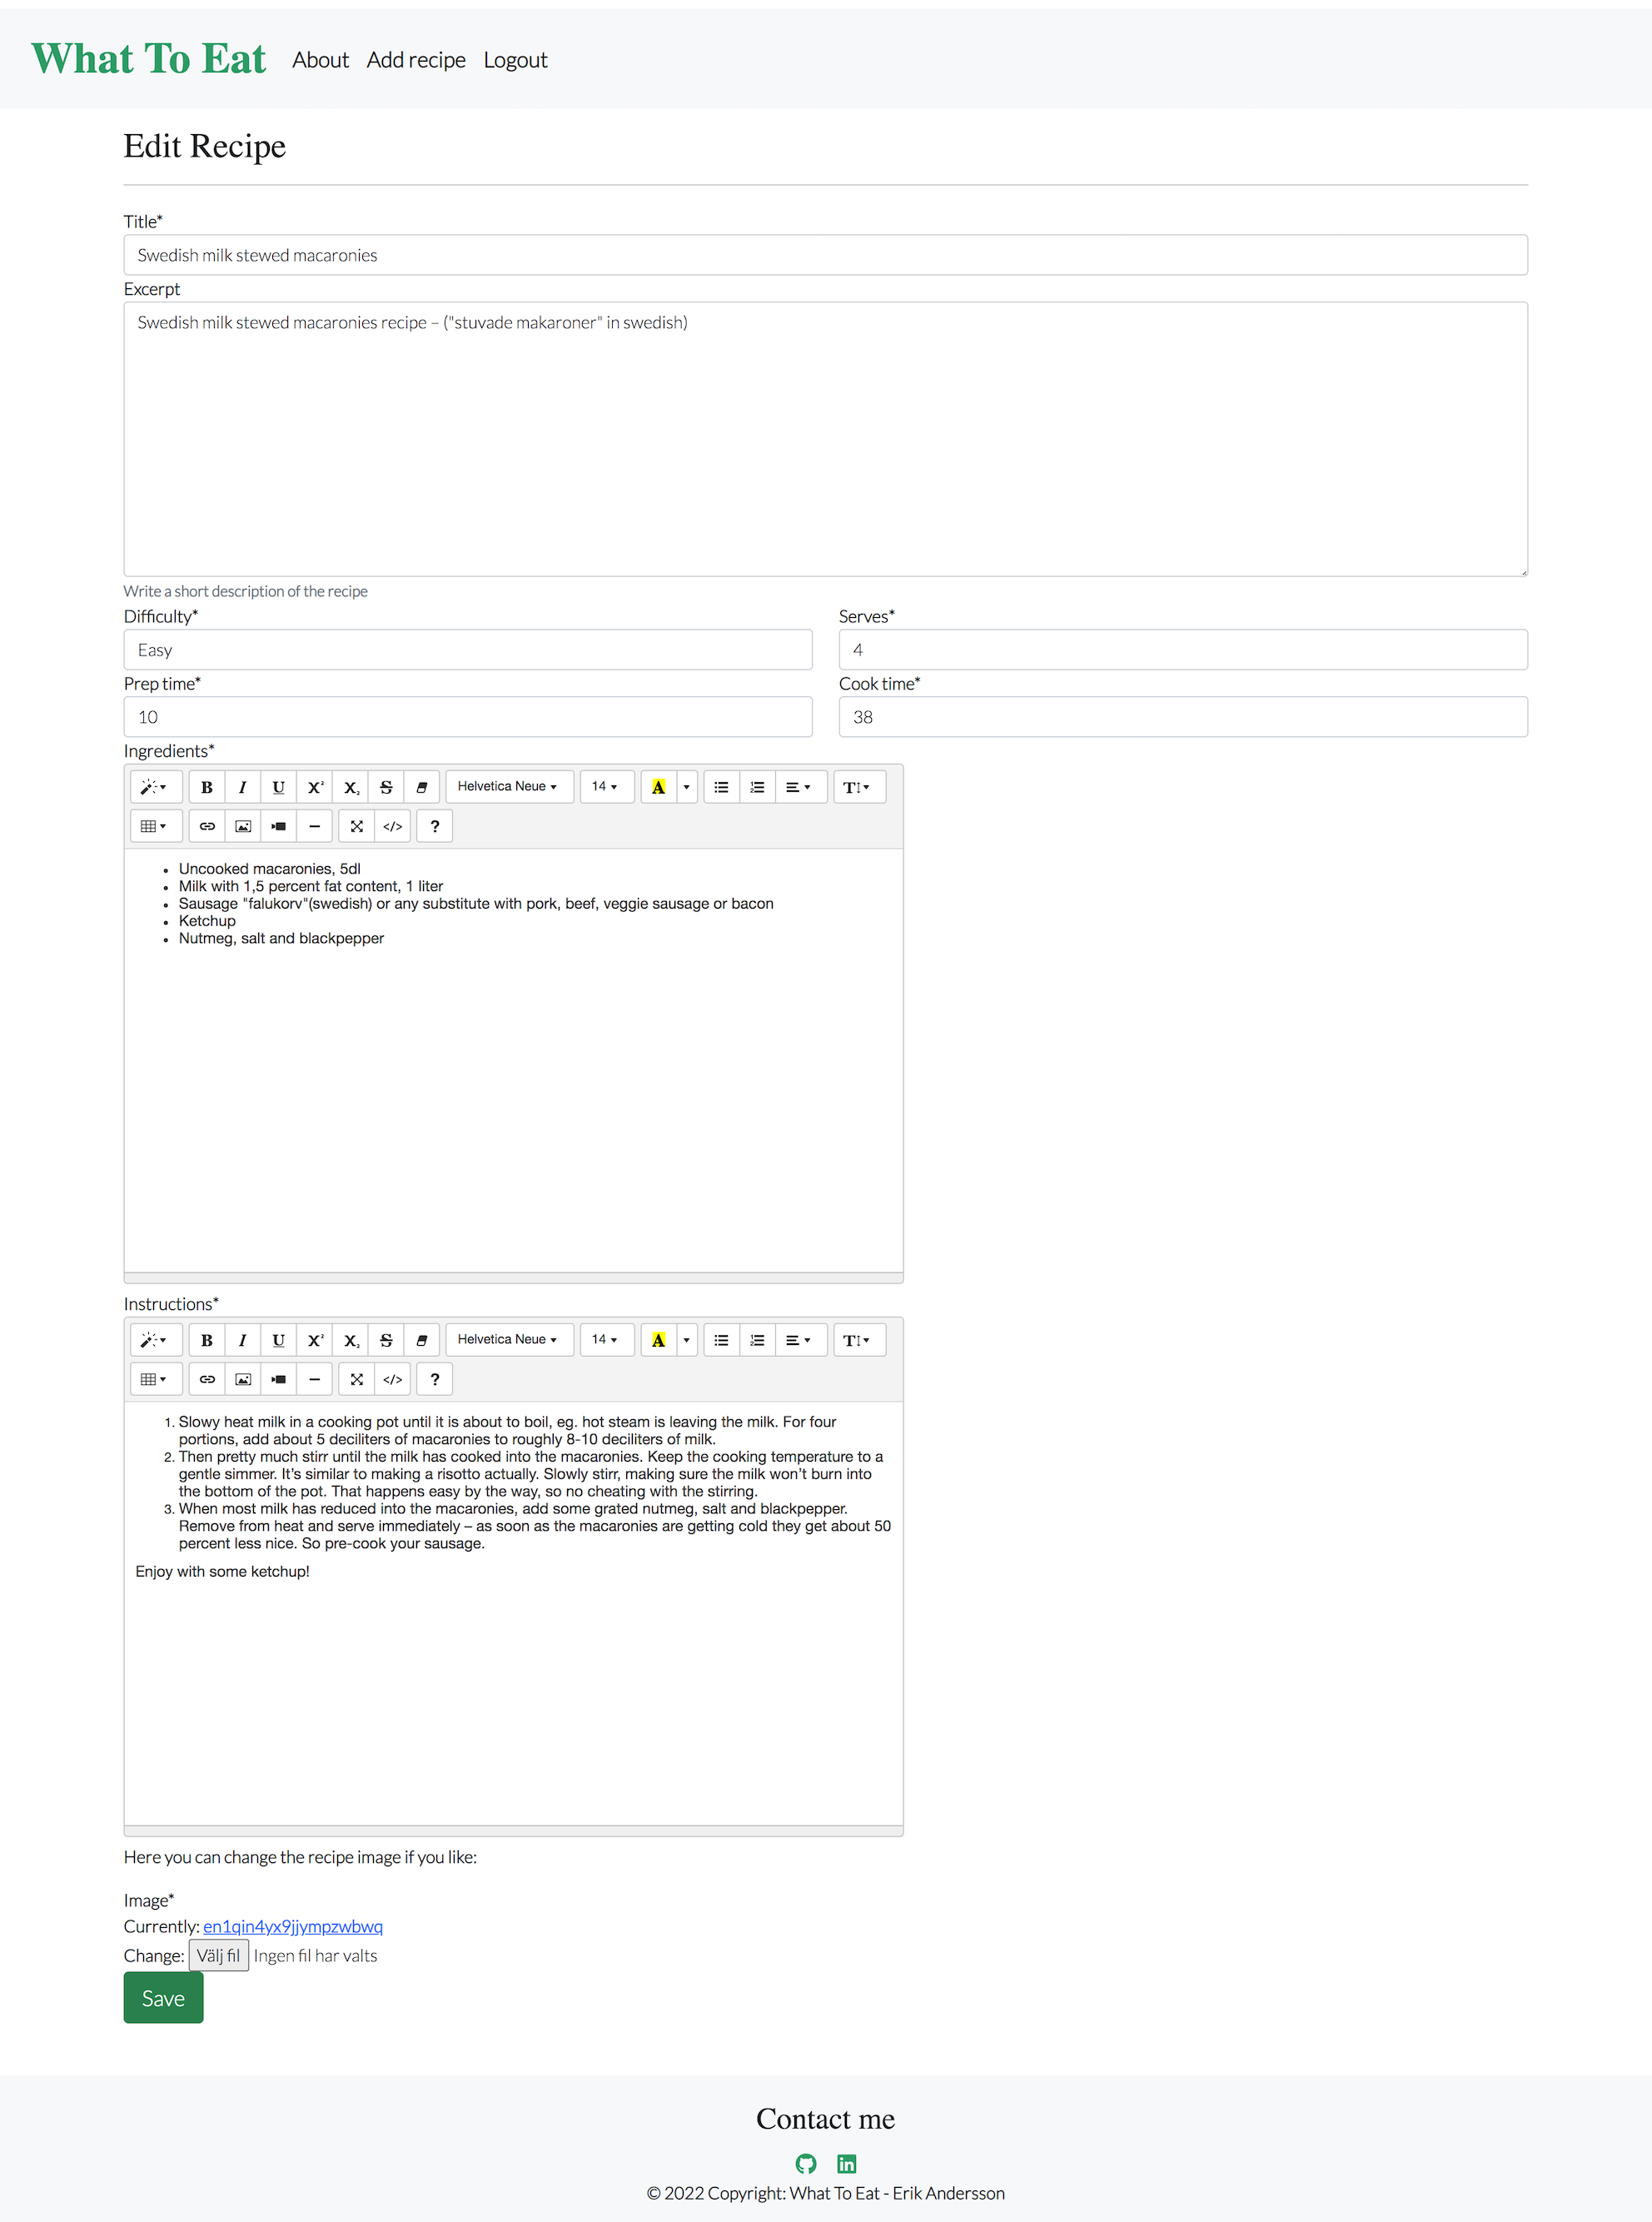 What To Eat About Add recipe Logout
Edit Recipe
Title*
Swedish milk stewed macaronies
Excerpt
Swedish milk stewed macaronies recipe – ("stuvade makaroner" in swedish)
Write a short description of the recipe
Difficulty* Serves*
Easy 4
Prep time* Cook time*
10 38
Ingredients*
B I U X² X₂ S Helvetica Neue 14 A T
</> ?
• Uncooked macaronies, 5dl
• Milk with 1,5 percent fat content, 1 liter
• Sausage "falukorv"(swedish) or any substitute with pork, beef, veggie sausage or bacon
• Ketchup
• Nutmeg, salt and blackpepper
Instructions*
B I U X² X₂ S Helvetica Neue 14 A T
</> ?
1. Slowy heat milk in a cooking pot until it is about to boil, eg. hot steam is leaving the milk. For four
portions, add about 5 deciliters of macaronies to roughly 8-10 deciliters of milk.
2. Then pretty much stirr until the milk has cooked into the macaronies. Keep the cooking temperature to a
gentle simmer. It's similar to making a risotto actually. Slowly stirr, making sure the milk won't burn into
the bottom of the pot. That happens easy by the way, so no cheating with the stirring.
3. When most milk has reduced into the macaronies, add some grated nutmeg, salt and blackpepper.
Remove from heat and serve immediately – as soon as the macaronies are getting cold they get about 50
percent less nice. So pre-cook your sausage.
Enjoy with some ketchup!
Here you can change the recipe image if you like:
Image*
Currently: en1qin4yx9jjympzwbwq
Change: Välj fil Ingen fil har valts
Save
Contact me
in
© 2022 Copyright: What To Eat - Erik Andersson